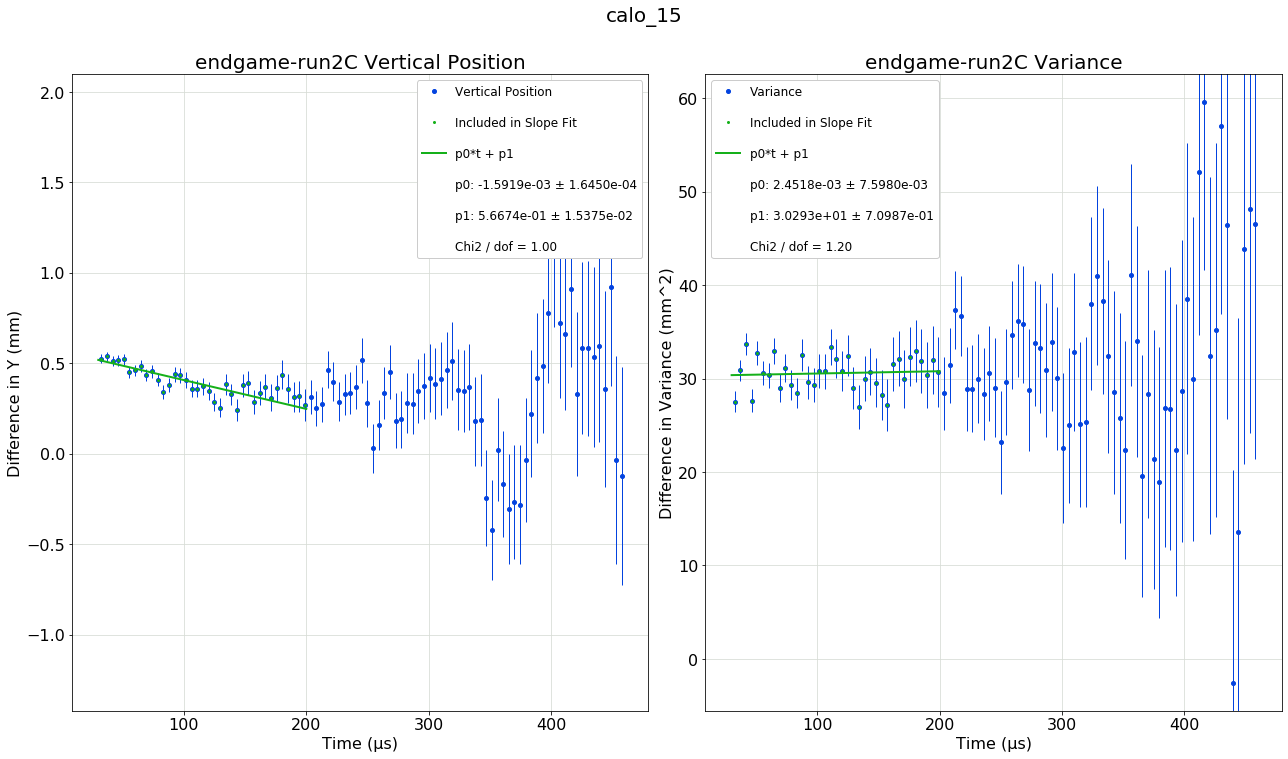 calo_15
endgame-run2C Vertical Position
Difference in Y (mm)
2.0
1.5
1.0
0.5
0.0
−0.5
−1.0
Vertical Position
Included in Slope Fit
p0*t + p1
p0: -1.5919e-03 ± 1.6450e-04
p1: 5.6674e-01 ± 1.5375e-02
Chi2 / dof = 1.00
100 200 300 400
Time (μs)
endgame-run2C Variance
Difference in Variance (mm^2)
60
50
40
30
20
10
0
Variance
Included in Slope Fit
p0*t + p1
p0: 2.4518e-03 ± 7.5980e-03
p1: 3.0293e+01 ± 7.0987e-01
Chi2 / dof = 1.20
100 200 300 400
Time (μs)